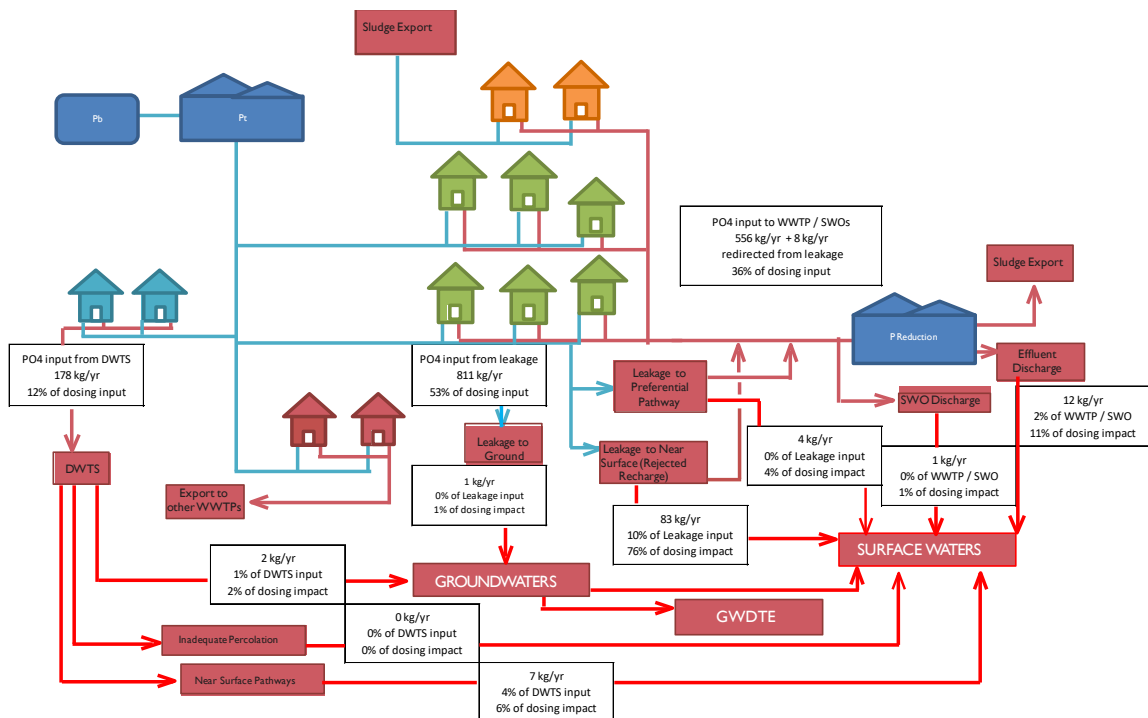 Sludge Export
Pb
Pt
PO4 input to WWTP / SWOs
556 kg/yr + 8 kg/yr
redirected from leakage
36% of dosing input
Sludge Export
P Reduction
Effluent
Discharge
PO4 input from DWTS
178 kg/yr
12% of dosing input
PO4 input from leakage
811 kg/yr
53% of dosing input
Leakage to
Preferential
Pathway
SWO Discharge
12 kg/yr
2% of WWTP / SWO
11% of dosing impact
DWTS
Leakage to
Ground
Leakage to Near
Surface (Rejected
Recharge)
4 kg/yr
0% of Leakage input
4% of dosing impact
1 kg/yr
0% of WWTP / SWO
1% of dosing impact
Export to
other WWTPs
1 kg/yr
0% of Leakage input
1% of dosing impact
83 kg/yr
10% of Leakage input
76% of dosing impact
SURFACE WATERS
2 kg/yr
1% of DWTS input
2% of dosing impact
GROUNDWATERS
GWDTE
0 kg/yr
0% of DWTS input
0% of dosing impact
Inadequate Percolation
Near Surface Pathways
7 kg/yr
4% of DWTS input
6% of dosing impact